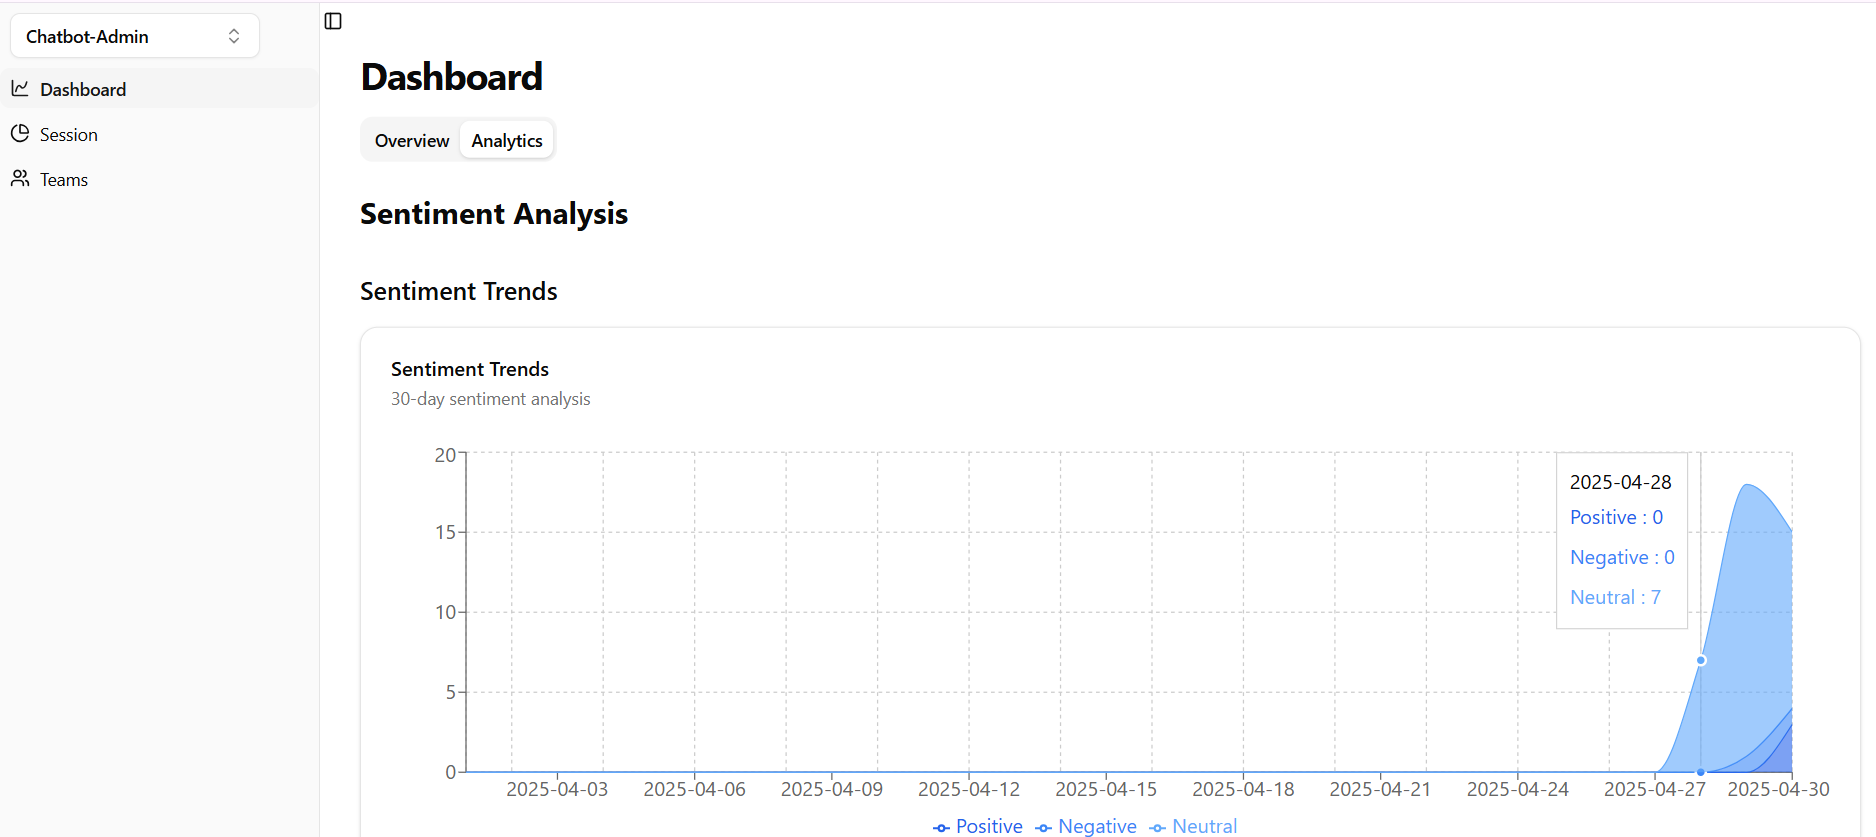 Chatbot-Admin
Dashboard
Session
Teams
Dashboard
Overview Analytics
Sentiment Analysis
Sentiment Trends
Sentiment Trends
30-day sentiment analysis
20
15
10
5
0
2025-04-28
Positive : 0
Negative : 0
Neutral : 7
2025-04-03 2025-04-06 2025-04-09 2025-04-12 2025-04-15 2025-04-18 2025-04-21 2025-04-24 2025-04-27 2025-04-30
Positive Negative Neutral